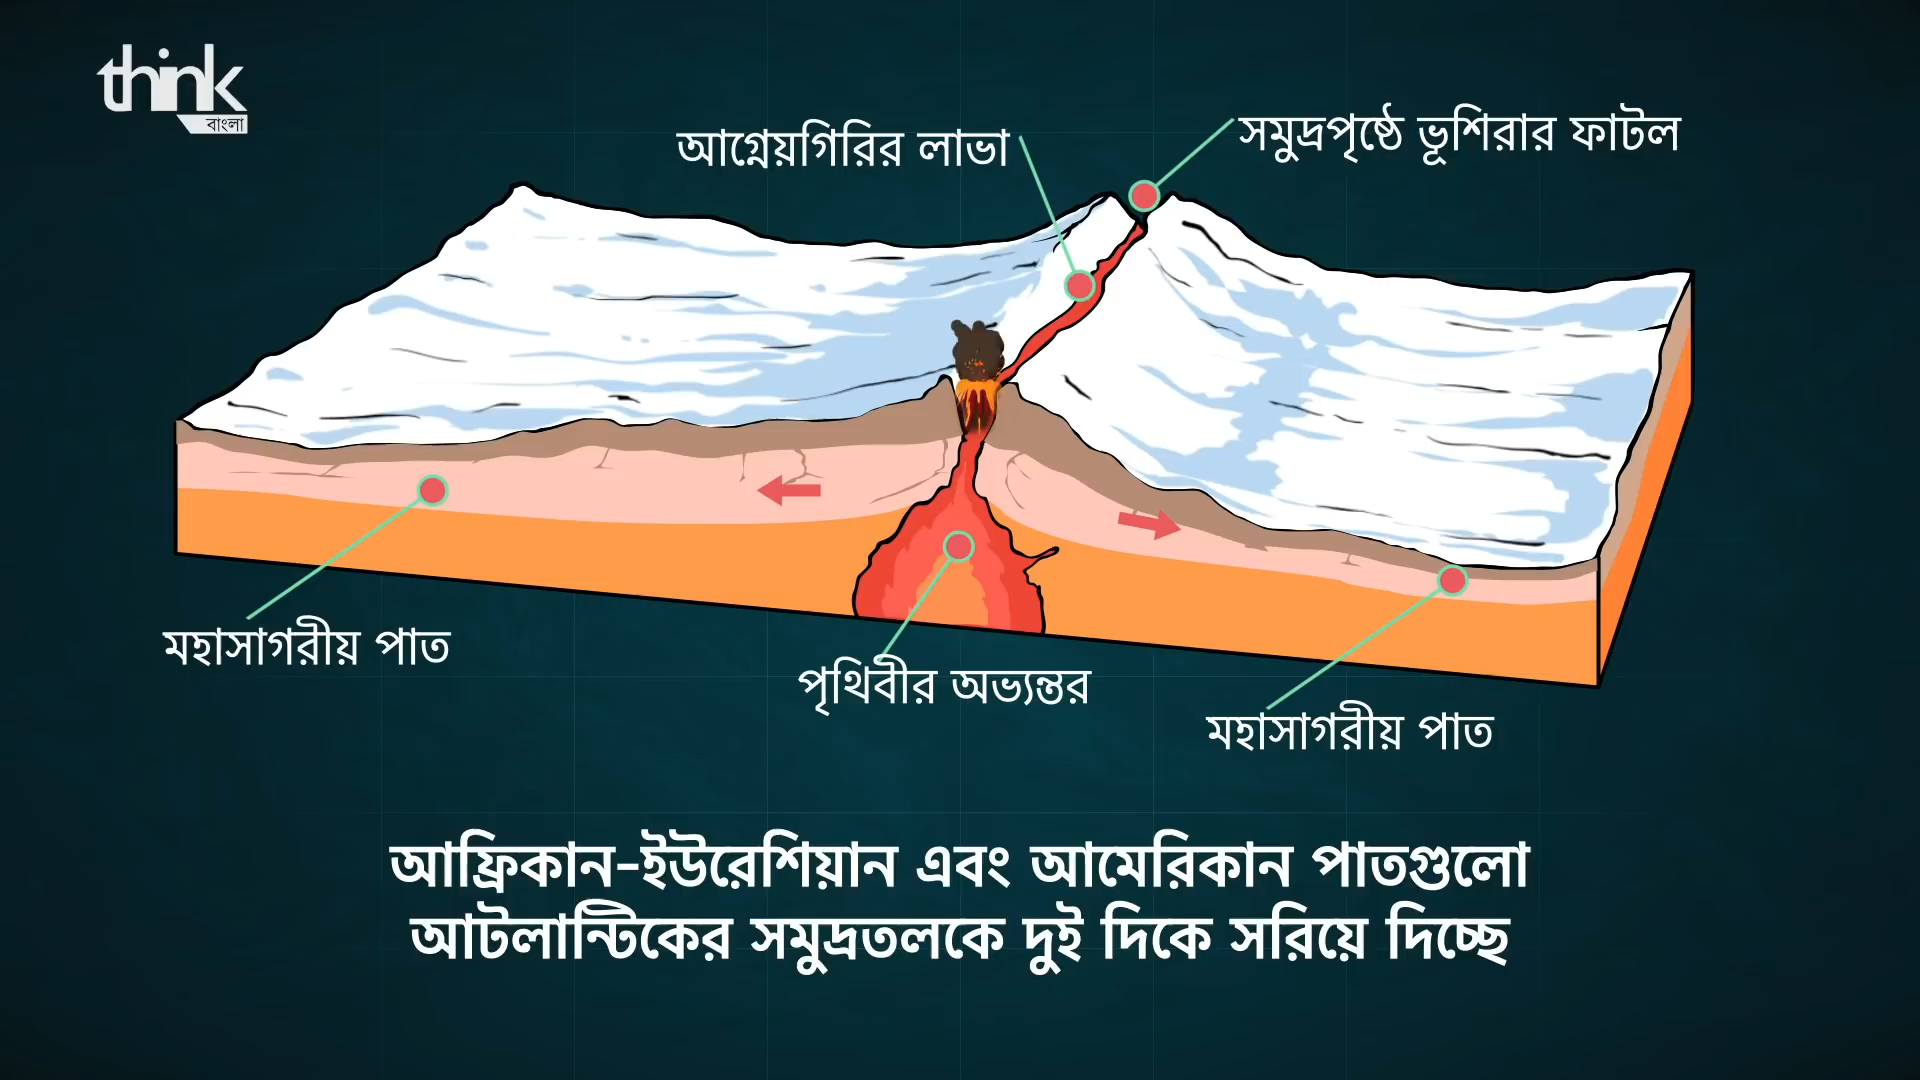 think
বাংলা
আগ্নেয়গিরির লাভা
সমুদ্রপৃষ্ঠে ভূশিরার ফাটল
মহাসাগরীয় পাত
পৃথিবীর অভ্যন্তর
মহাসাগরীয় পাত
আফ্রিকান-ইউরেশিয়ান এবং আমেরিকান পাতগুলো
আটলান্টিকের সমুদ্রতলকে দুই দিকে সরিয়ে দিচ্ছে